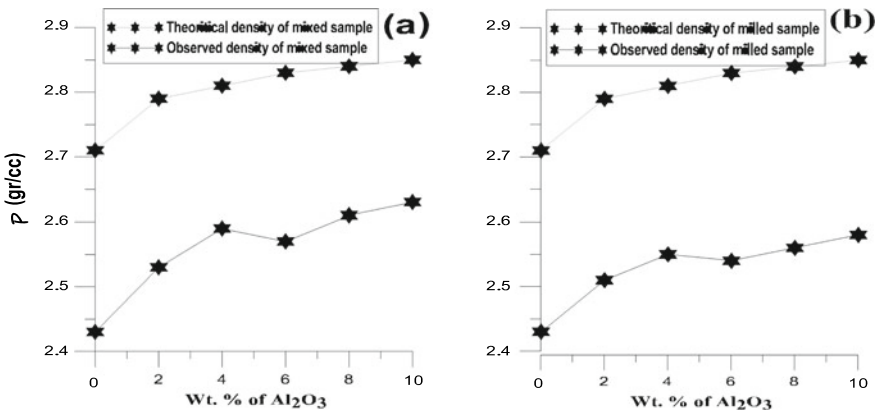 (a)
Theoritical density of mixed sample
Observed density of mixed sample
2.9
2.8
2.7
2.6
2.5
2.4
P (gr/cc)
0 2 4 6 8 10
Wt. % of Al₂O₃
(b)
Theoritical density of milled sample
Observed density of milled sample
2.9
2.8
2.7
2.6
2.5
2.4
0 2 4 6 8 10
Wt. % of Al₂O₃